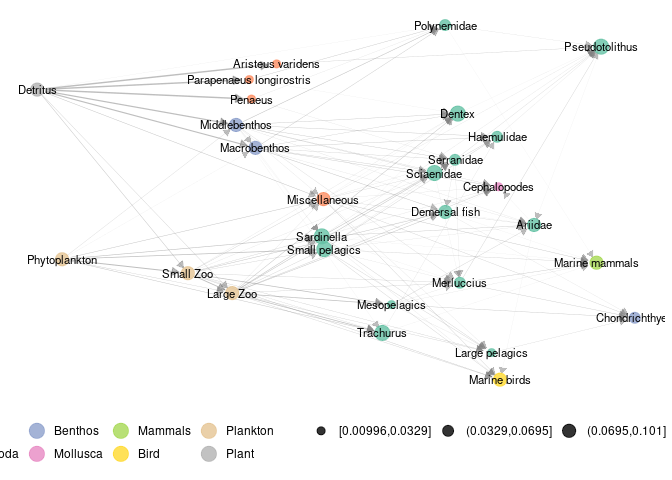 Polynemidae
Pseudotolithus
Aristeus varidens
Parapenaeus longirostris
Detritus
Penaeus
Dentex
Middlebenthos
Haemulidae
Macrobenthos
Serranidae
Sciaenidae
Cephalopodes
Miscellaneous
Demersal fish
Ariidae
Sardinella
Small pelagics
Phytoplankton
Marine mammals
Small Zoo
Merluccius
Large Zoo
Mesopelagics
Chondrichthye
Trachurus
Large pelagics
Marine birds
Benthos Mammals Plankton [0.00996,0.0329] (0.0329,0.0695] (0.0695,0.101]
oda Mollusca Bird Plant